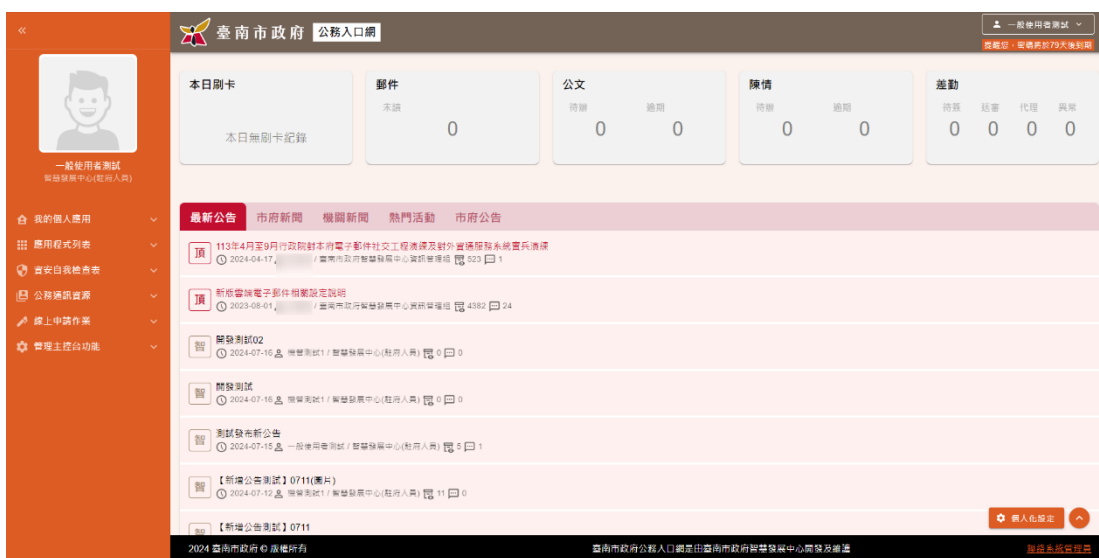 臺南市政府 公務入口網
一般使用者測試
提醒您，密碼將於79天後到期
一般使用者測試
智慧發展中心(駐府人員)
我的個人應用
應用程式列表
資安自我檢查表
公務通訊資源
線上申請作業
管理主控台功能
本日刷卡
本日無刷卡紀錄
郵件
未讀
0
公文
待辦 逾期
0 0
陳情
待辦 逾期
0 0
差勤
待簽 送審 代理 異常
0 0 0 0
最新公告 市府新聞 機關新聞 熱門活動 市府公告
頂 113年4月至9月行政院對本府電子郵件社交工程演練及對外資通服務系統實兵演練
2024-04-17 / 臺南市政府智慧發展中心資訊管理組 523 1
頂 新版雲端電子郵件相關設定說明
2023-08-01 / 臺南市政府智慧發展中心資訊管理組 4382 24
智 開發測試02
2024-07-16 機管測試1 / 智慧發展中心(駐府人員) 0 0
智 開發測試
2024-07-16 機管測試1 / 智慧發展中心(駐府人員) 0 0
智 測試發布新公告
2024-07-15 一般使用者測試 / 智慧發展中心(駐府人員) 5 1
智 【新增公告測試】0711(圖片)
2024-07-12 機管測試1 / 智慧發展中心(駐府人員) 11 0
【新增公告測試】0711
個人化設定
2024 臺南市政府 © 版權所有
臺南市政府公務入口網是由臺南市政府智慧發展中心開發及維護
聯絡系統管理員